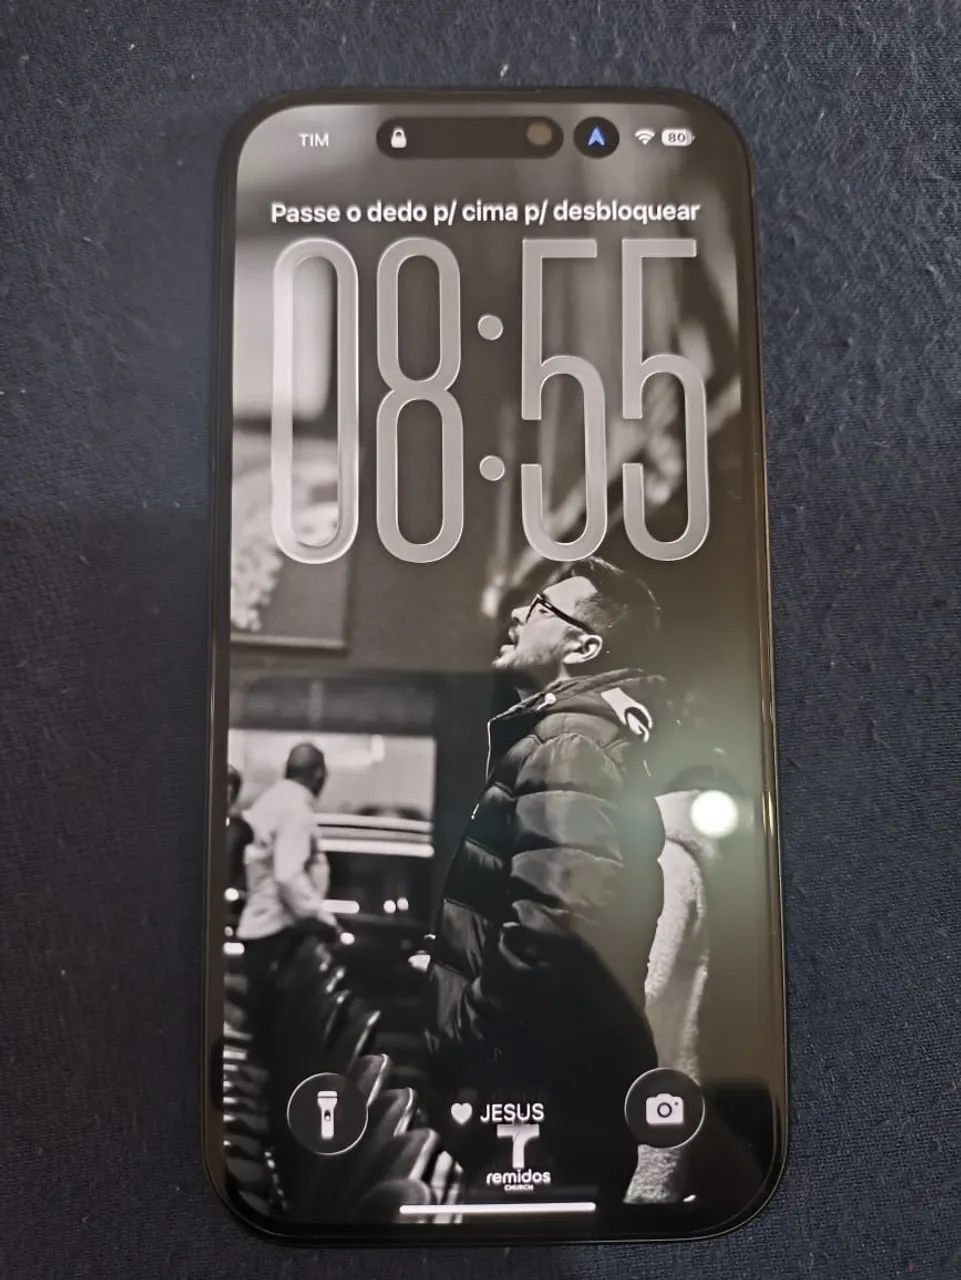 TIM
80
Passe o dedo p/ cima p/ desbloquear
08:55
JESUS
remidos
CHURCH